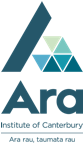 Ara
Institute of Canterbury
Ara rau, taumata rau